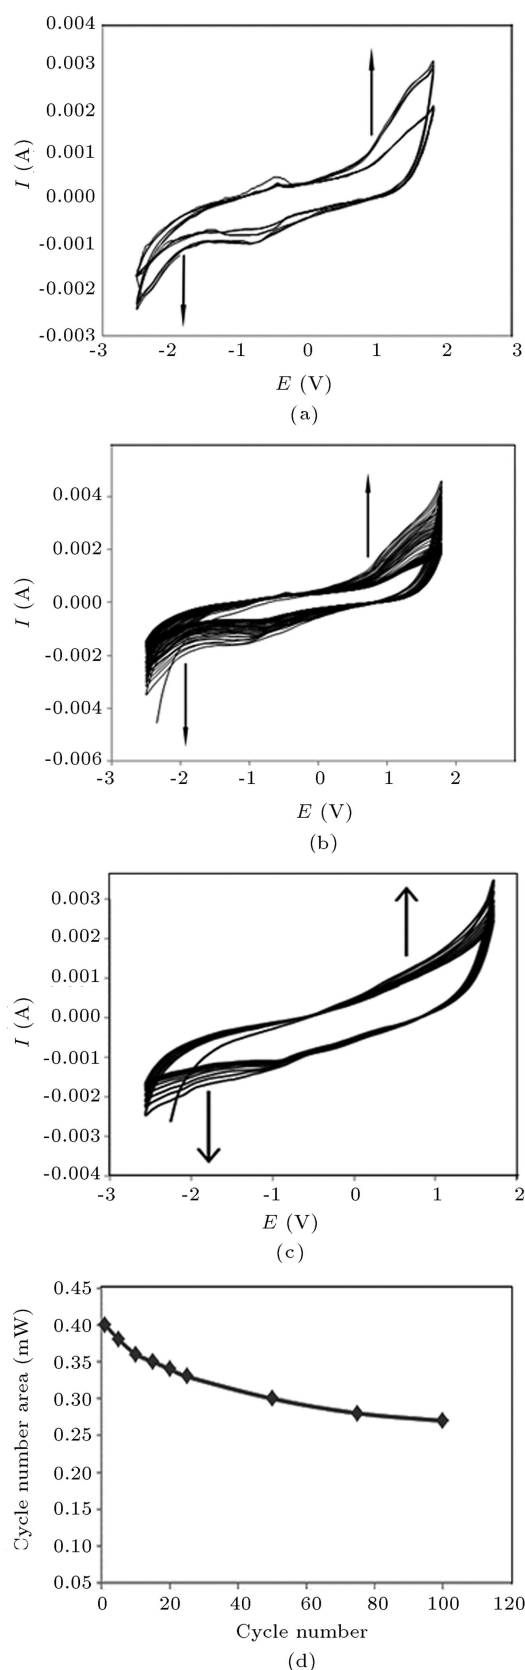 0.004
0.003
0.002
0.001
0.000
-0.001
-0.002
-0.003
I (A)
-3 -2 -1 0 1 2 3
E (V)
(a)
0.004
0.002
0.000
-0.002
-0.004
-0.006
I (A)
-3 -2 -1 0 1 2
E (V)
(b)
0.003
0.002
0.001
0.000
-0.001
-0.002
-0.003
-0.004
I (A)
-3 -2 -1 0 1 2
E (V)
(c)
0.45
0.40
0.35
0.30
0.25
0.20
0.15
0.10
0.05
Cycle number area (mW)
0 20 40 60 80 100 120
Cycle number
(d)